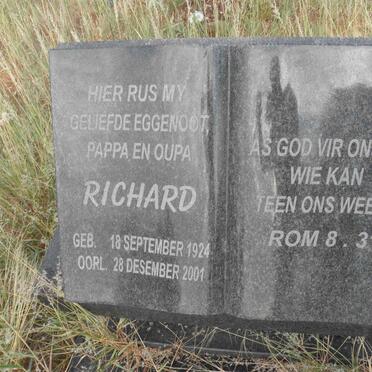 HIER RUS MY
GELIEFDE EGGENOOT,
PAPPA EN OUPA
RICHARD
GEB. 18 SEPTEMBER 1924
OORL. 28 DESEMBER 2001
AS GOD VIR ON
WIE KAN
TEEN ONS WEE
ROM 8 . 3